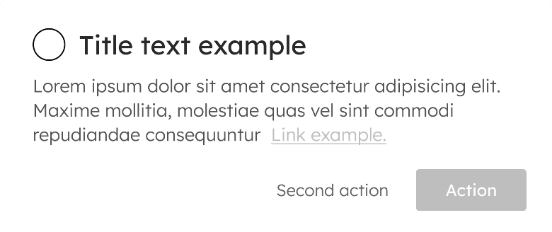 Title text example
Lorem ipsum dolor sit amet consectetur adipisicing elit.
Maxime mollitia, molestiae quas vel sint commodi
repudiandae consequuntur Link example.
Second action
Action